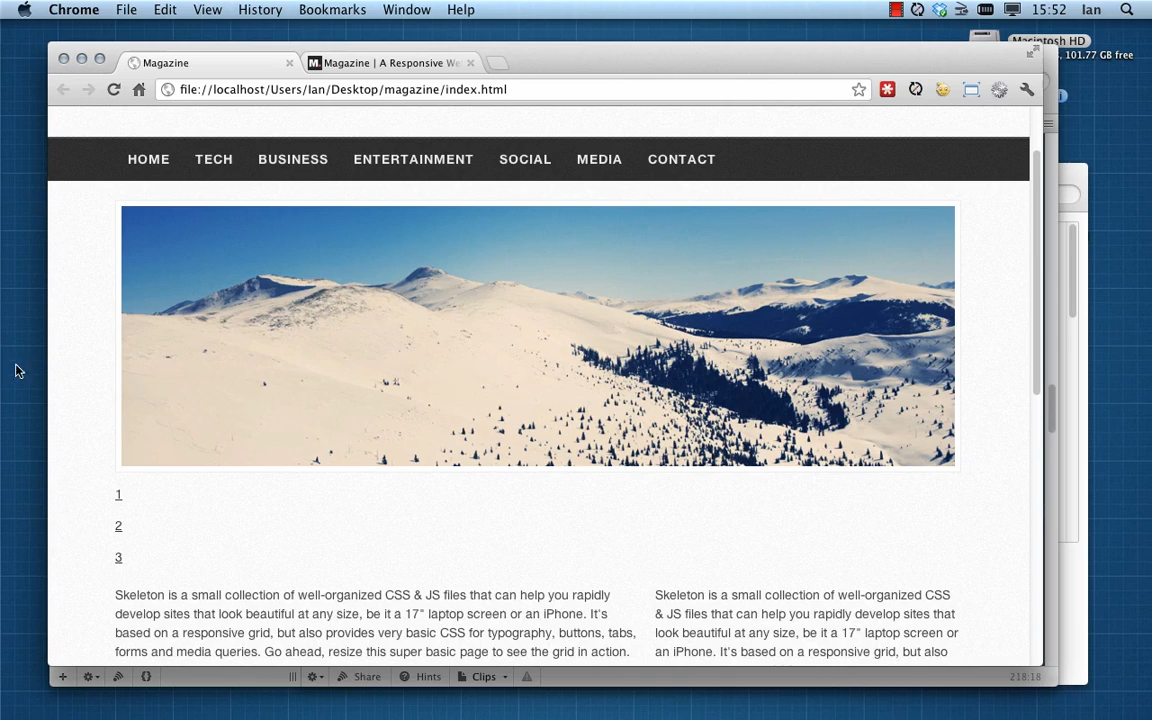 Chrome File Edit View History Bookmarks Window Help 15:52 Ian
Macintosh HD
101.77 GB free
Magazine
M. Magazine | A Responsive We
file://localhost/Users/Ian/Desktop/magazine/index.html
HOME TECH BUSINESS ENTERTAINMENT SOCIAL MEDIA CONTACT
1
2
3
Skeleton is a small collection of well-organized CSS & JS files that can help you rapidly
develop sites that look beautiful at any size, be it a 17" laptop screen or an iPhone. It's
based on a responsive grid, but also provides very basic CSS for typography, buttons, tabs,
forms and media queries. Go ahead, resize this super basic page to see the grid in action.
Skeleton is a small collection of well-organized CSS
& JS files that can help you rapidly develop sites that
look beautiful at any size, be it a 17" laptop screen or
an iPhone. It's based on a responsive grid, but also
Share Hints Clips 218:18